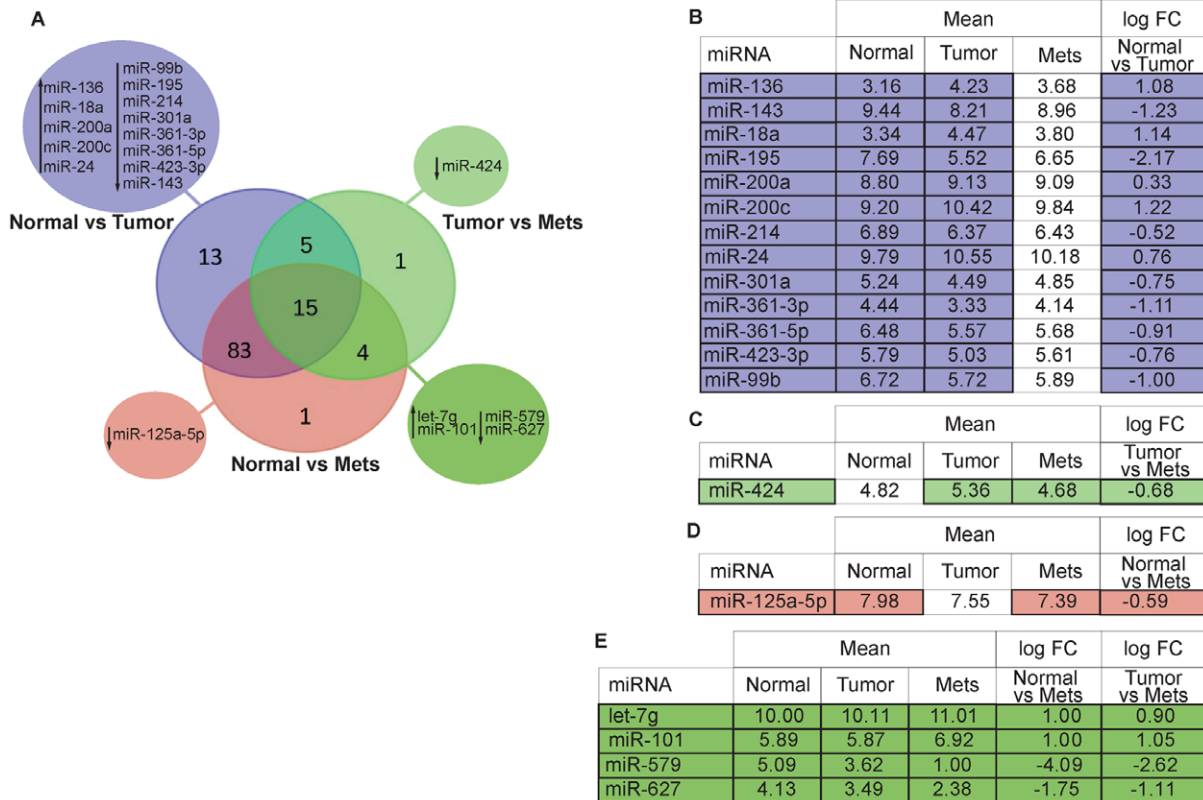 A
miR-136
miR-18a
miR-200a
miR-200c
miR-24
miR-99b
miR-195
miR-214
miR-301a
miR-361-3p
miR-361-5p
miR-423-3p
miR-143
miR-424
Normal vs Tumor
Tumor vs Mets
13
5
1
15
83
4
1
miR-125a-5p
let-7g
miR-101
miR-579
miR-627
Normal vs Mets
B
Mean log FC
miRNA Normal Tumor Mets Normal vs Tumor
miR-136 3.16 4.23 3.68 1.08
miR-143 9.44 8.21 8.96 -1.23
miR-18a 3.34 4.47 3.80 1.14
miR-195 7.69 5.52 6.65 -2.17
miR-200a 8.80 9.13 9.09 0.33
miR-200c 9.20 10.42 9.84 1.22
miR-214 6.89 6.37 6.43 -0.52
miR-24 9.79 10.55 10.18 0.76
miR-301a 5.24 4.49 4.85 -0.75
miR-361-3p 4.44 3.33 4.14 -1.11
miR-361-5p 6.48 5.57 5.68 -0.91
miR-423-3p 5.79 5.03 5.61 -0.76
miR-99b 6.72 5.72 5.89 -1.00
C
Mean log FC
miRNA Normal Tumor Mets Tumor vs Mets
miR-424 4.82 5.36 4.68 -0.68
D
Mean log FC
miRNA Normal Tumor Mets Normal vs Mets
miR-125a-5p 7.98 7.55 7.39 -0.59
E
Mean log FC log FC
miRNA Normal Tumor Mets Normal vs Mets Tumor vs Mets
let-7g 10.00 10.11 11.01 1.00 0.90
miR-101 5.89 5.87 6.92 1.00 1.05
miR-579 5.09 3.62 1.00 -4.09 -2.62
miR-627 4.13 3.49 2.38 -1.75 -1.11